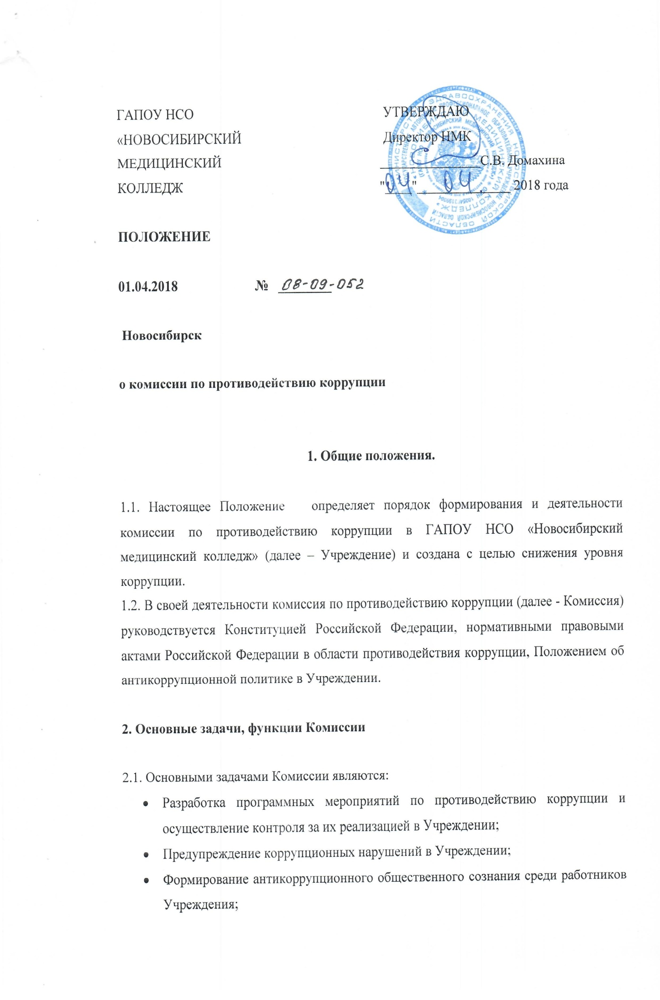 ГАПОУ НСО
«НОВОСИБИРСКИЙ
МЕДИЦИНСКИЙ
КОЛЛЕДЖ
УТВЕРЖДАЮ
Директор НМК
С.В. Домахина
"04" 04. 2018 года
ПОЛОЖЕНИЕ
01.04.2018 № 08-09-052
Новосибирск
о комиссии по противодействию коррупции
1. Общие положения.
1.1. Настоящее Положение определяет порядок формирования и деятельности
комиссии по противодействию коррупции в ГАПОУ НСО «Новосибирский
медицинский колледж» (далее – Учреждение) и создана с целью снижения уровня
коррупции.
1.2. В своей деятельности комиссия по противодействию коррупции (далее - Комиссия)
руководствуется Конституцией Российской Федерации, нормативными правовыми
актами Российской Федерации в области противодействия коррупции, Положением об
антикоррупционной политике в Учреждении.
2. Основные задачи, функции Комиссии
2.1. Основными задачами Комиссии являются:
• Разработка программных мероприятий по противодействию коррупции и
осуществление контроля за их реализацией в Учреждении;
• Предупреждение коррупционных нарушений в Учреждении;
• Формирование антикоррупционного общественного сознания среди работников
Учреждения;